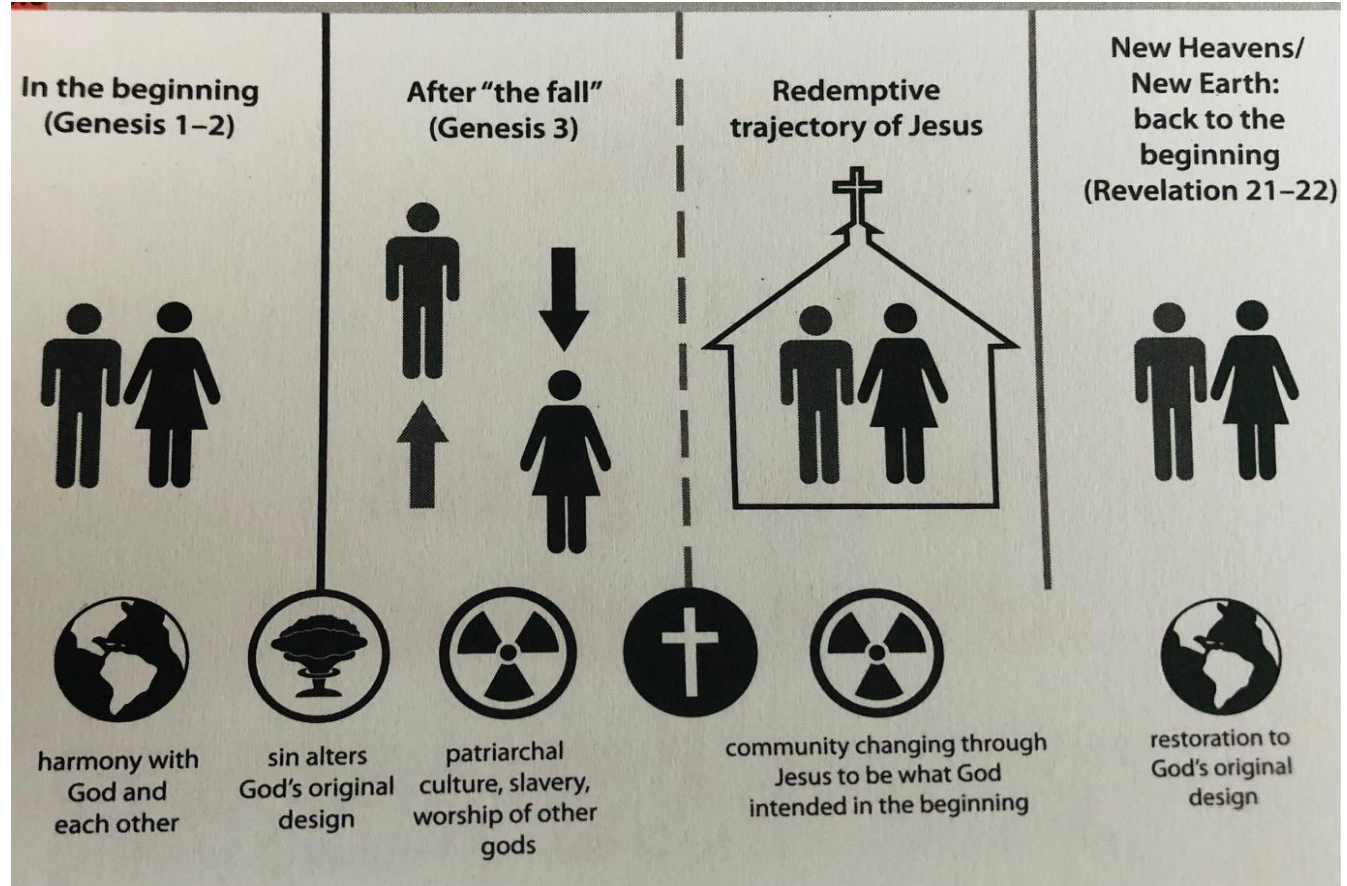 In the beginning
(Genesis 1–2)
After “the fall”
(Genesis 3)
Redemptive
trajectory of Jesus
New Heavens/
New Earth:
back to the
beginning
(Revelation 21–22)
harmony with
God and
each other
sin alters
God’s original
design
patriarchal
culture, slavery,
worship of other
gods
community changing through
Jesus to be what God
intended in the beginning
restoration to
God’s original
design